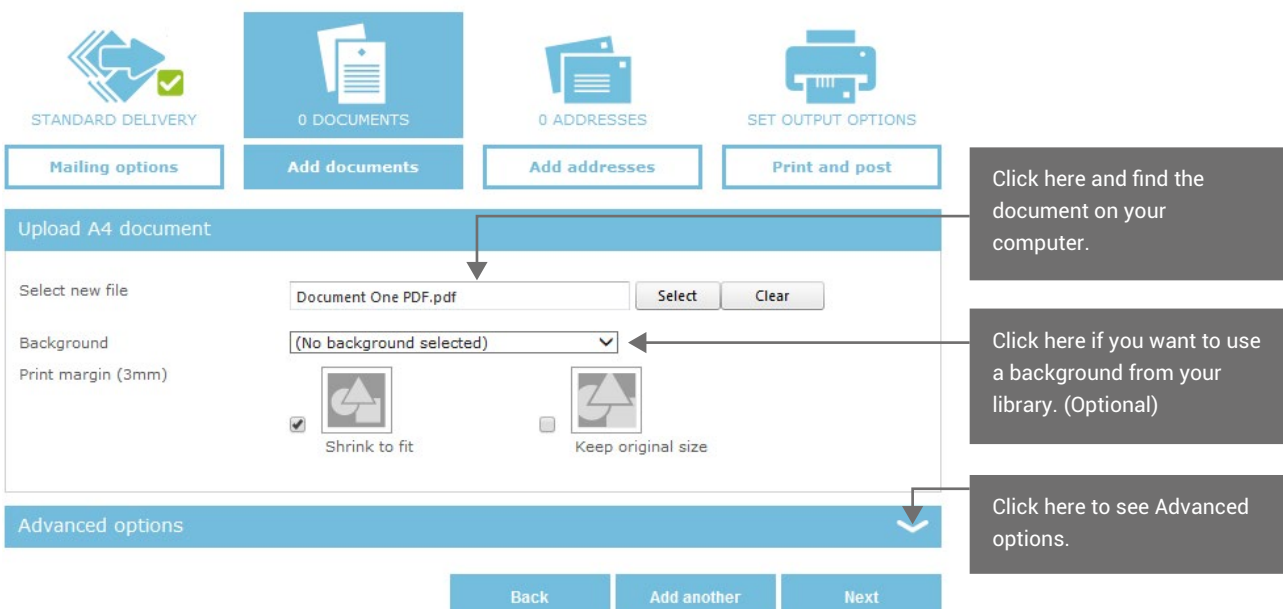 STANDARD DELIVERY
0 DOCUMENTS
0 ADDRESSES
SET OUTPUT OPTIONS
Mailing options
Add documents
Add addresses
Print and post
Click here and find the
document on your
computer.
Upload A4 document
Select new file
Document One PDF.pdf
Select
Clear
Background
(No background selected)
Click here if you want to use
a background from your
library. (Optional)
Print margin (3mm)
Shrink to fit
Keep original size
Advanced options
Click here to see Advanced
options.
Back
Add another
Next